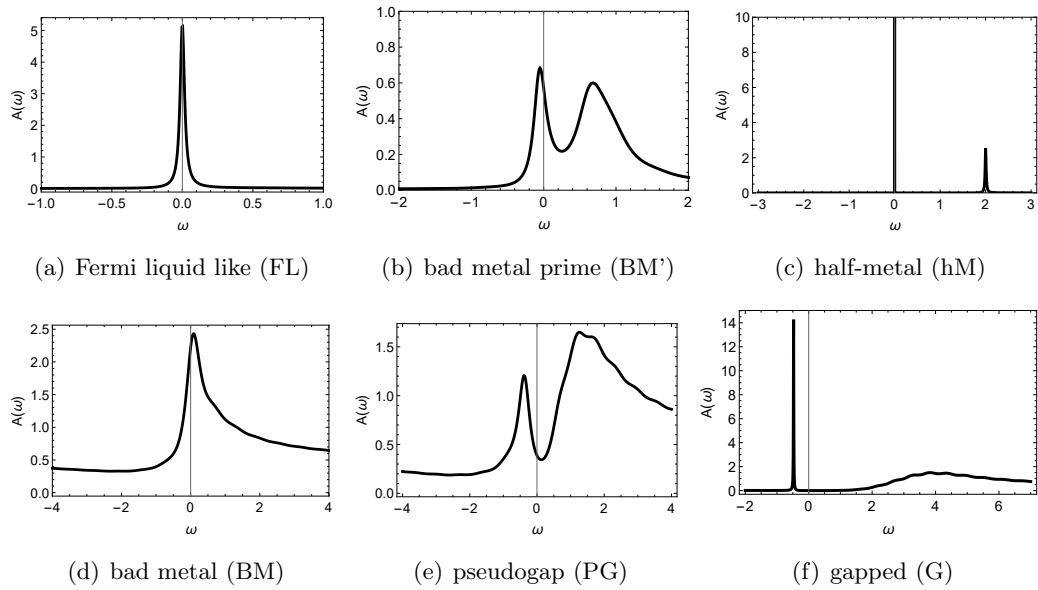 A(ω)
5
4
3
2
1
0
-1.0 -0.5 0.0 0.5 1.0
ω
(a) Fermi liquid like (FL)
A(ω)
1.0
0.8
0.6
0.4
0.2
0.0
-2 -1 0 1 2
ω
(b) bad metal prime (BM')
A(ω)
10
8
6
4
2
0
-3 -2 -1 0 1 2 3
ω
(c) half-metal (hM)
A(ω)
2.5
2.0
1.5
1.0
0.5
0.0
-4 -2 0 2 4
ω
(d) bad metal (BM)
A(ω)
1.5
1.0
0.5
0.0
-4 -2 0 2 4
ω
(e) pseudogap (PG)
A(ω)
14
12
10
8
6
4
2
0
-2 0 2 4 6
ω
(f) gapped (G)